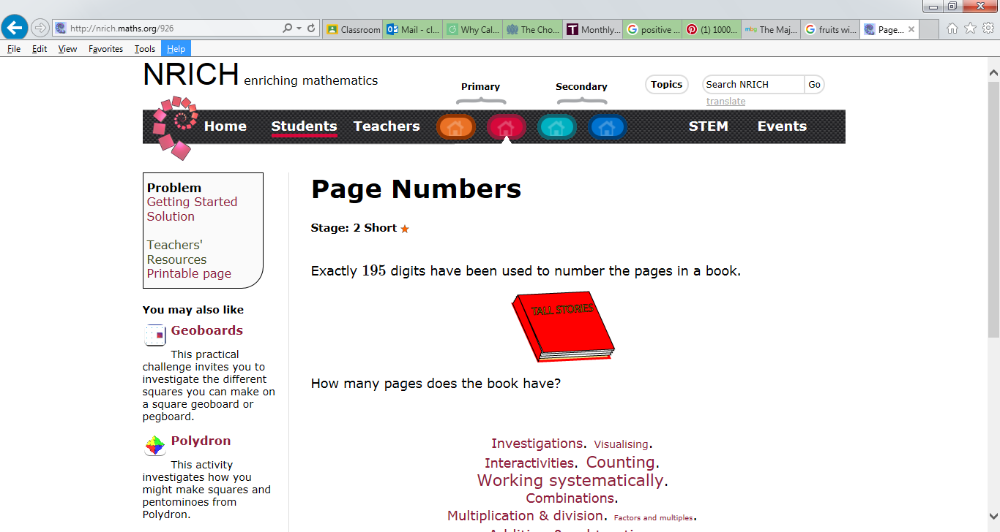 http://nrich.maths.org/926
Classroom
Mail - cl...
Why Cal...
The Cho...
Monthly...
positive ...
(1) 1000...
mbg The Maj...
fruits wi...
Page...
File Edit View Favorites Tools Help
NRICH enriching mathematics
Primary
Secondary
Topics
Search NRICH
Go
translate
Home
Students
Teachers
STEM
Events
Problem
Getting Started
Solution
Teachers'
Resources
Printable page
You may also like
Geoboards
This practical
challenge invites you to
investigate the different
squares you can make on
a square geoboard or
pegboard.
Polydron
This activity
investigates how you
might make squares and
pentominoes from
Polydron.
Page Numbers
Stage: 2 Short
Exactly 195 digits have been used to number the pages in a book.
TALL STORIES
How many pages does the book have?
Investigations. Visualising.
Interactivities. Counting.
Working systematically.
Combinations.
Multiplication & division. Factors and multiples.